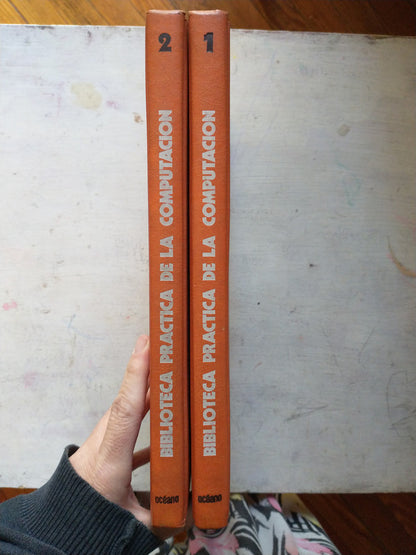 2
BIBLIOTECA PRACTICA DE LA COMPUTACION
océano
1
BIBLIOTECA PRACTICA DE LA COMPUTACION
océano